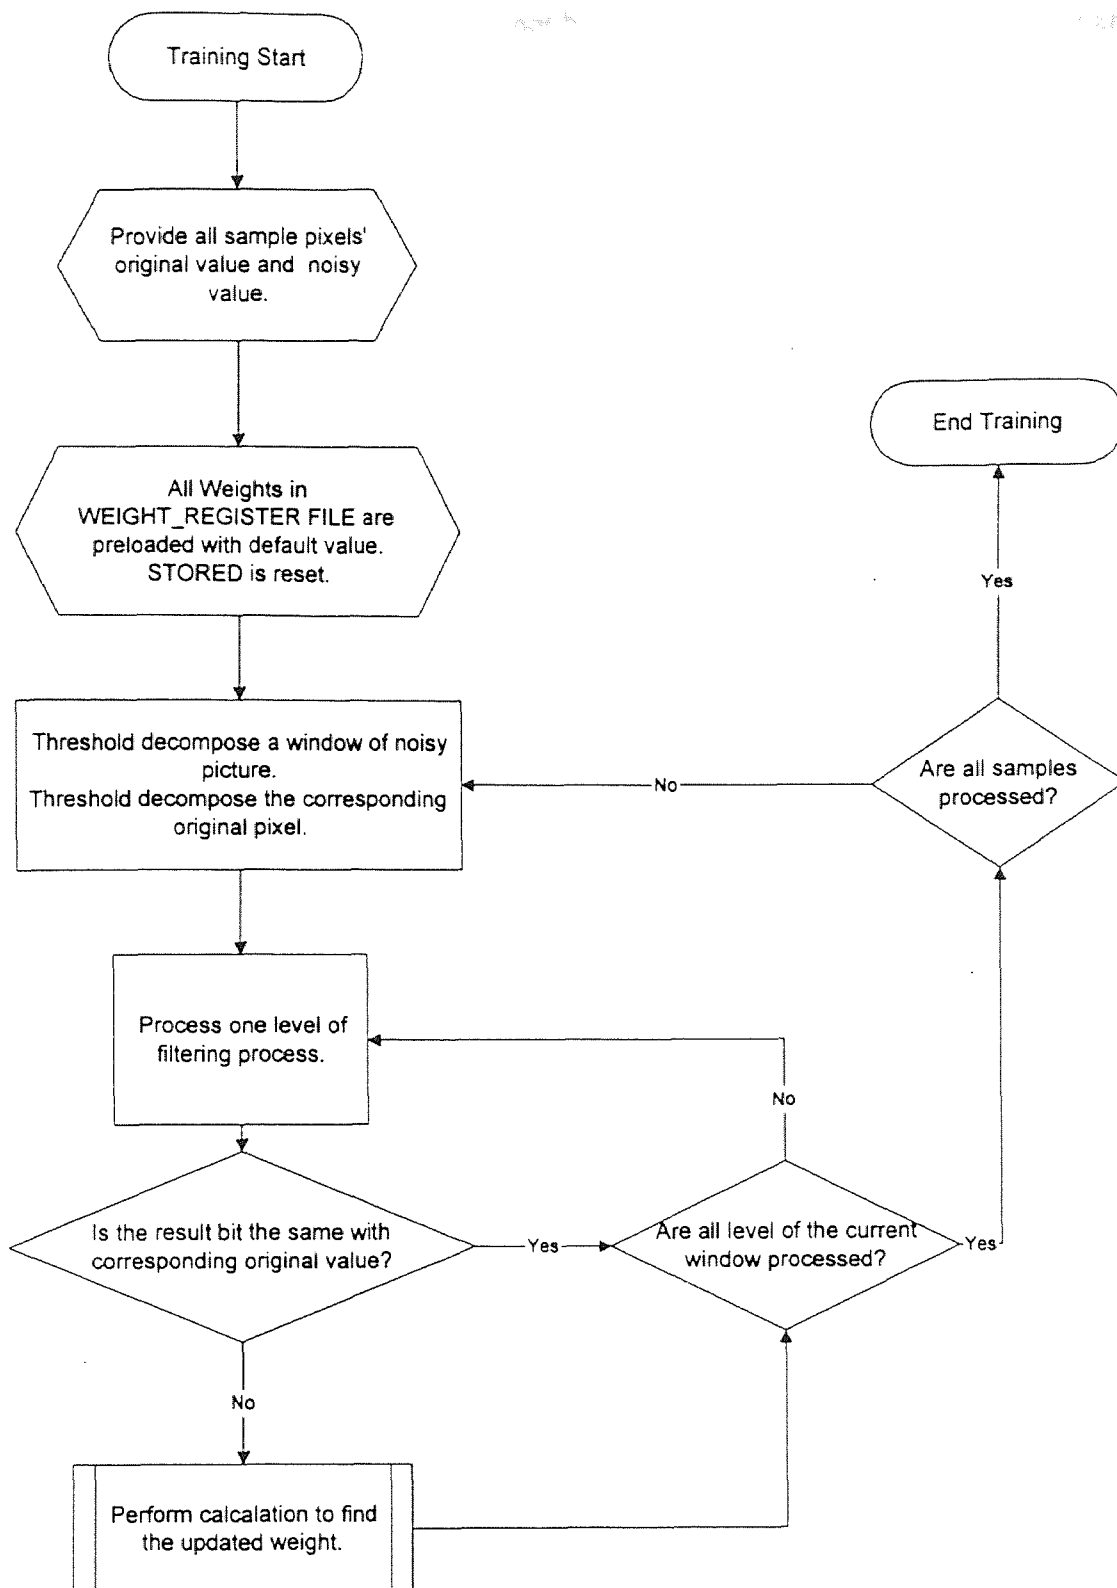 Training Start
Provide all sample pixels'
original value and  noisy
value.
All Weights in
WEIGHT_REGISTER FILE are
preloaded with default value.
STORED is reset.
Threshold decompose a window of noisy
picture.
Threshold decompose the corresponding
original pixel.
Process one level of
filtering process.
Is the result bit the same with
corresponding original value?
Yes
No
Perform calcalation to find
the updated weight.
Are all level of the current
window processed?
No
Yes
Are all samples
processed?
No
Yes
End Training